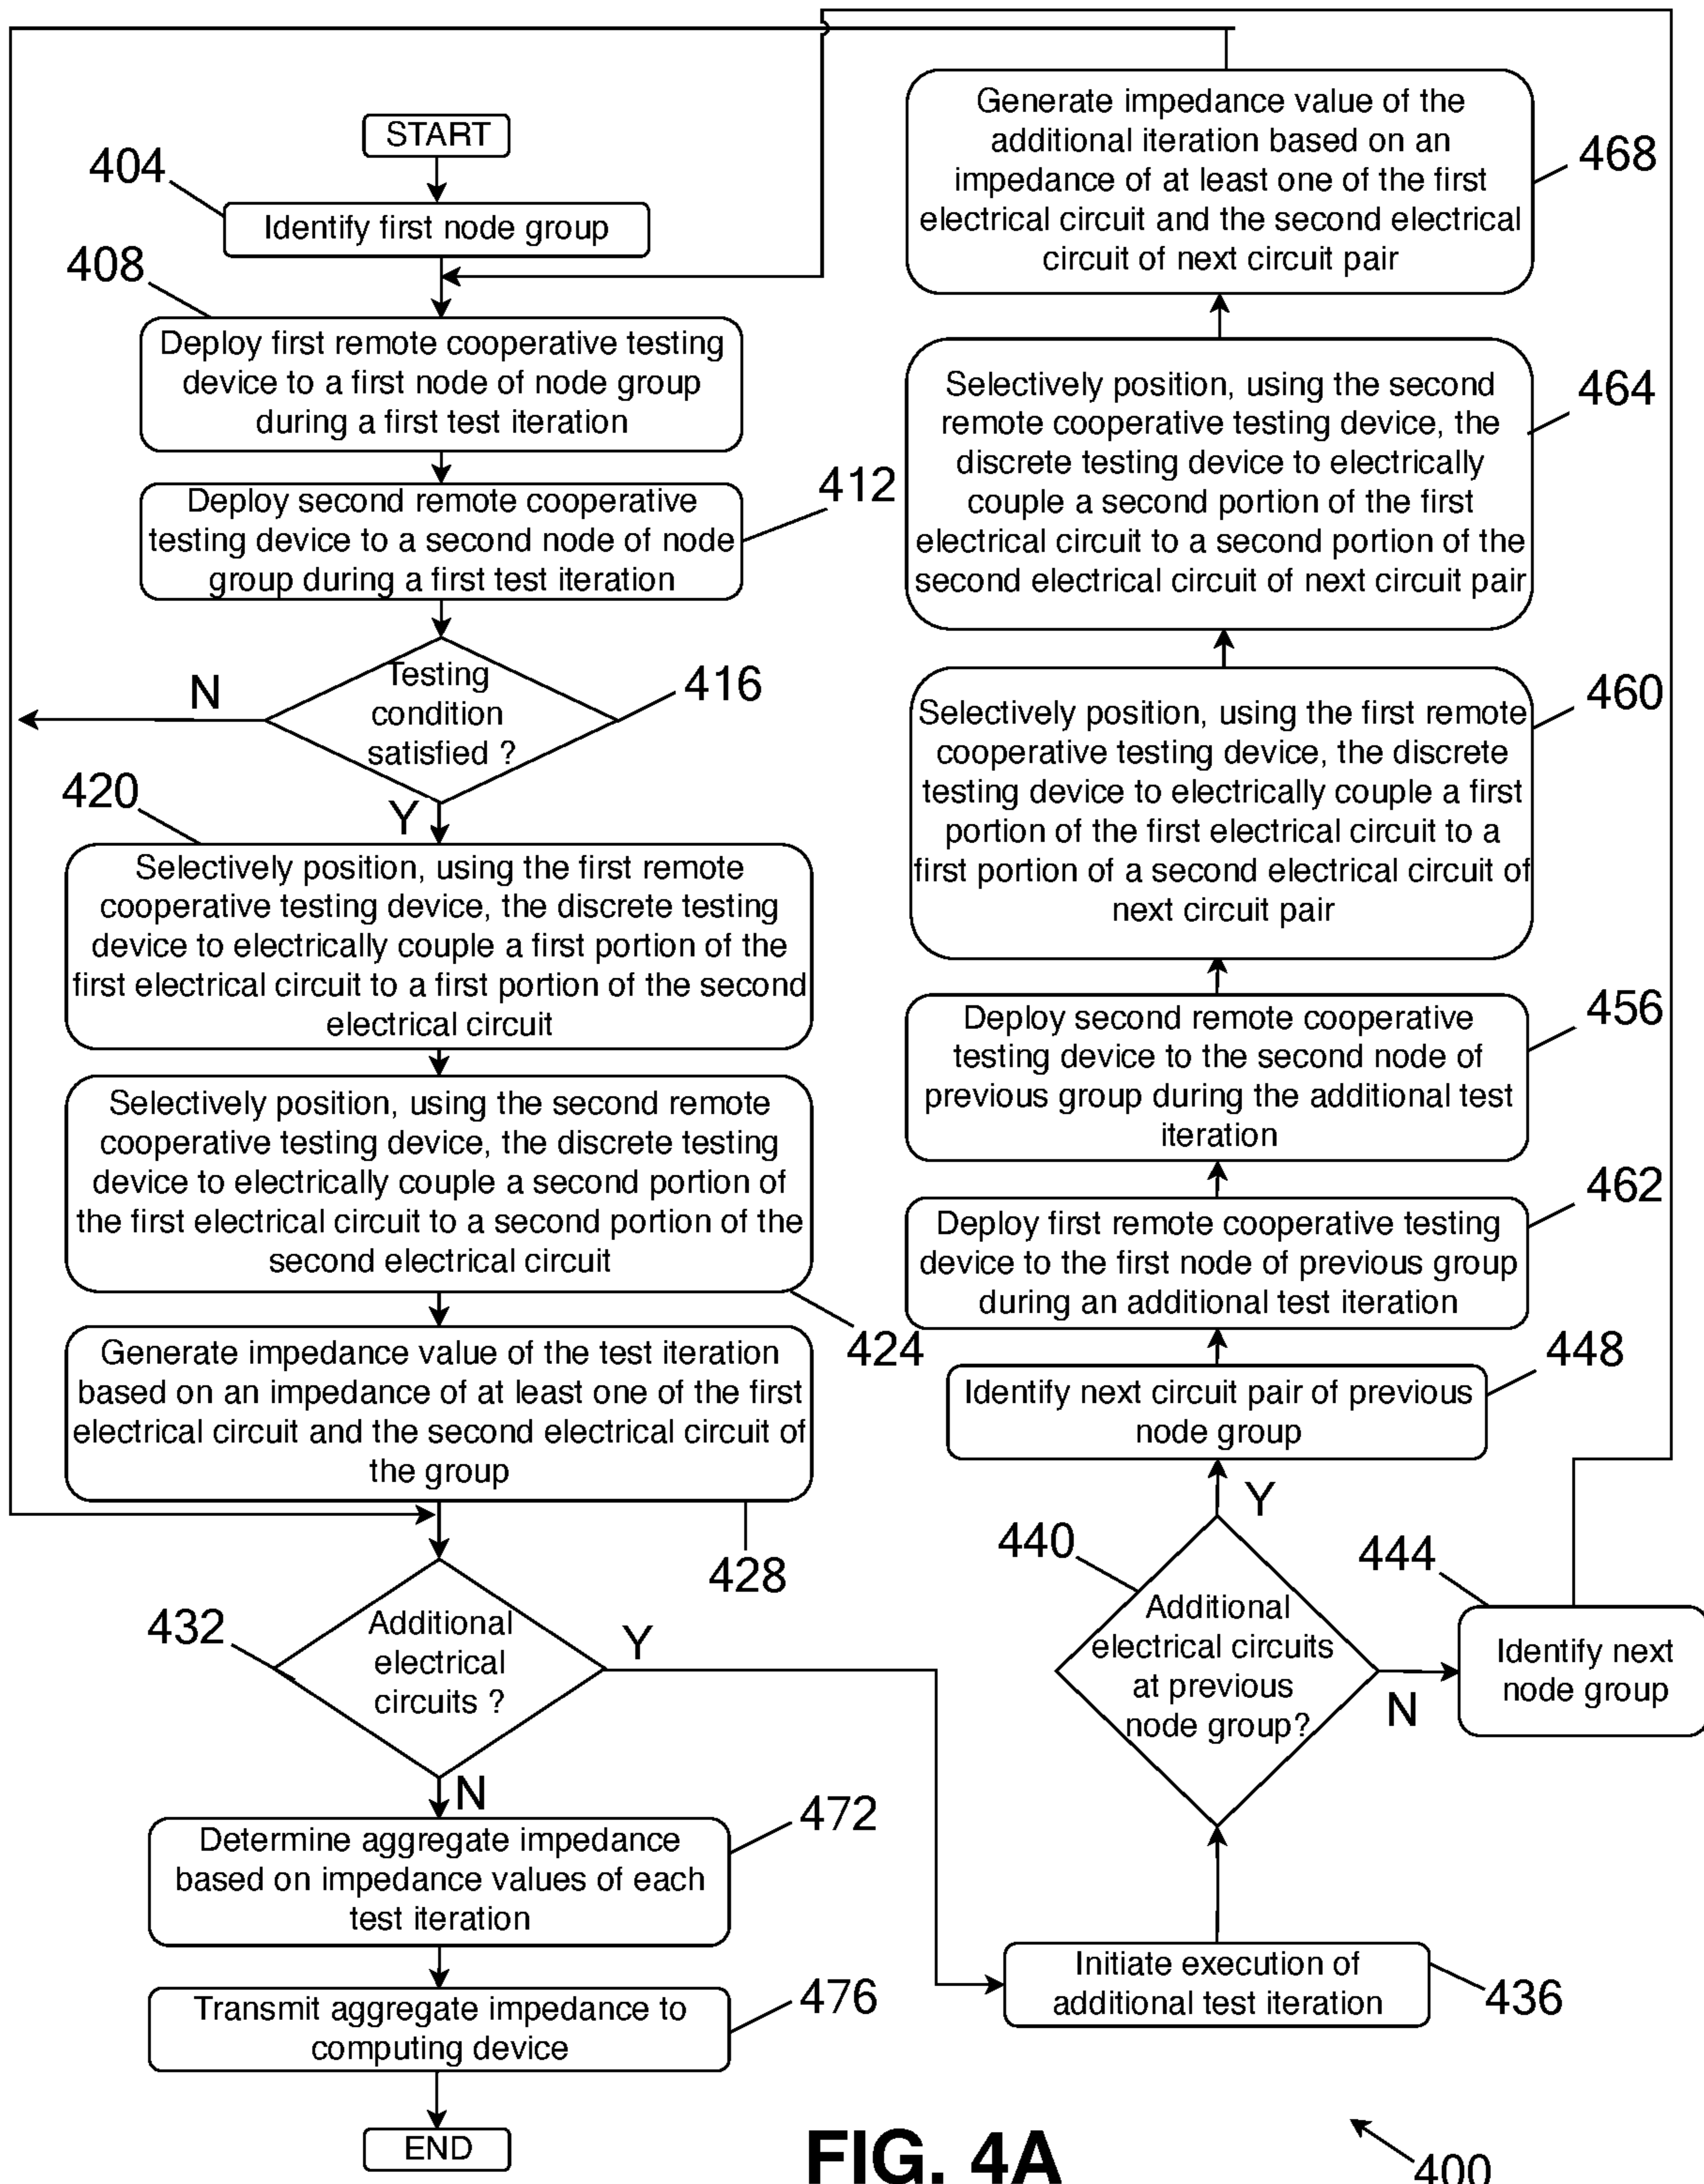 START
404
Identify first node group
408
Deploy first remote cooperative testing
device to a first node of node group
during a first test iteration
Deploy second remote cooperative
testing device to a second node of node
group during a first test iteration
412
Testing
condition
satisfied ?
N
416
Y
420
Selectively position, using the first remote
cooperative testing device, the discrete testing
device to electrically couple a first portion of the
first electrical circuit to a first portion of the second
electrical circuit
Selectively position, using the second remote
cooperative testing device, the discrete testing
device to electrically couple a second portion of
the first electrical circuit to a second portion of the
second electrical circuit
424
Generate impedance value of the test iteration
based on an impedance of at least one of the first
electrical circuit and the second electrical circuit of
the group
428
432
Additional
electrical
circuits ?
Y
N
Determine aggregate impedance
based on impedance values of each
test iteration
472
Transmit aggregate impedance to
computing device
476
END
Generate impedance value of the
additional iteration based on an
impedance of at least one of the first
electrical circuit and the second electrical
circuit of next circuit pair
468
Selectively position, using the second
remote cooperative testing device, the
discrete testing device to electrically
couple a second portion of the first
electrical circuit to a second portion of the
second electrical circuit of next circuit pair
464
Selectively position, using the first remote
cooperative testing device, the discrete
testing device to electrically couple a first
portion of the first electrical circuit to a
first portion of a second electrical circuit of
next circuit pair
460
Deploy second remote cooperative
testing device to the second node of
previous group during the additional test
iteration
456
Deploy first remote cooperative testing
device to the first node of previous group
during an additional test iteration
462
Identify next circuit pair of previous
node group
448
Y
440
Additional
electrical circuits
at previous
node group?
N
444
Identify next
node group
Initiate execution of
additional test iteration
436
FIG. 4A
400